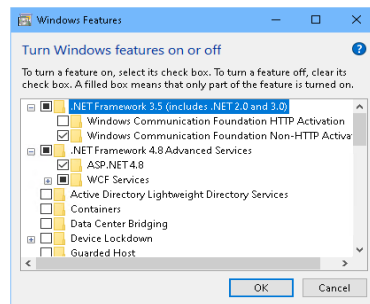 Windows Features
Turn Windows features on or off
To turn a feature on, select its check box. To turn a feature off, clear its
check box. A filled box means that only part of the feature is turned on.
.NET Framework 3.5 (includes .NET 2.0 and 3.0)
Windows Communication Foundation HTTP Activation
Windows Communication Foundation Non-HTTP Activa
.NET Framework 4.8 Advanced Services
ASP.NET 4.8
WCF Services
Active Directory Lightweight Directory Services
Containers
Data Center Bridging
Device Lockdown
Guarded Host
OK Cancel